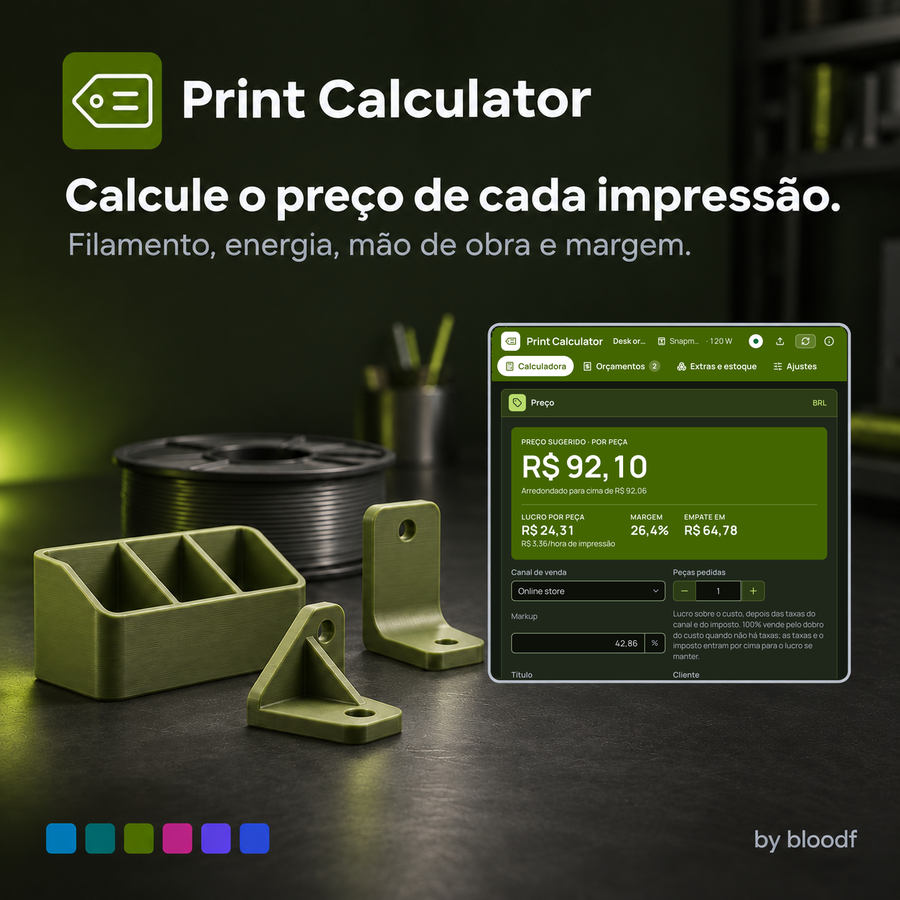 Print Calculator
Calcule o preço de cada impressão.
Filamento, energia, mão de obra e margem.
Print Calculator Desk or... Snapm... · 120 W
Calculadora Orçamentos 2 Extras e estoque Ajustes
Preço BRL
PREÇO SUGERIDO · POR PEÇA
R$ 92,10
Arredondado para cima de R$ 92,06
LUCRO POR PEÇA MARGEM EMPATE EM
R$ 24,31 26,4% R$ 64,78
R$ 3,36/hora de impressão
Canal de venda Peças pedidas
Online store − 1 +
Markup
Lucro sobre o custo, depois das taxas do
canal e do imposto. 100% vende pelo dobro
do custo quando não há taxas; as taxas e o
imposto entram por cima para o lucro se
manter.
42,86 %
Título Cliente
by bloodf